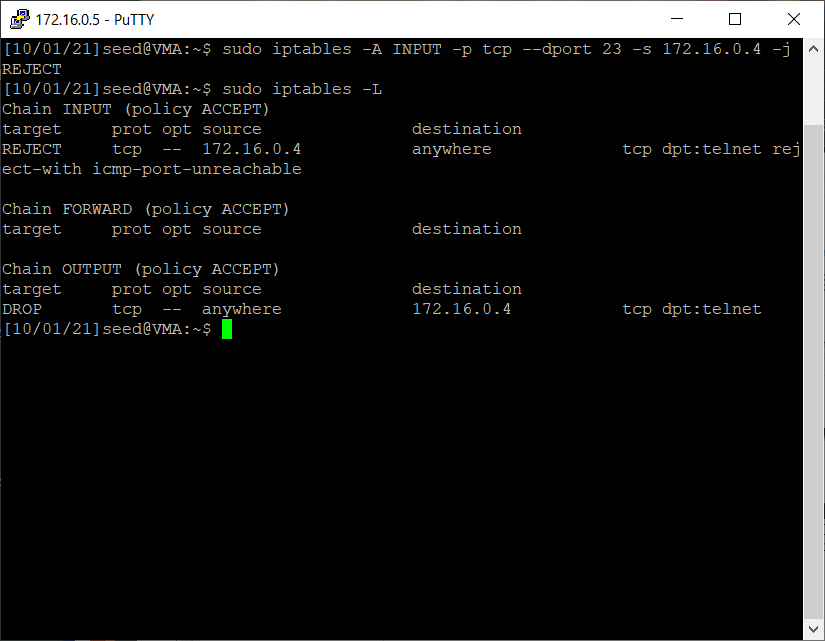 172.16.0.5 - PuTTY
[10/01/21]seed@VMA:~$ sudo iptables -A INPUT -p tcp --dport 23 -s 172.16.0.4 -j
REJECT
[10/01/21]seed@VMA:~$ sudo iptables -L
Chain INPUT (policy ACCEPT)
target     prot opt source               destination
REJECT     tcp  --  172.16.0.4           anywhere             tcp dpt:telnet rej
ect-with icmp-port-unreachable
Chain FORWARD (policy ACCEPT)
target     prot opt source               destination
Chain OUTPUT (policy ACCEPT)
target     prot opt source               destination
DROP       tcp  --  anywhere             172.16.0.4           tcp dpt:telnet
[10/01/21]seed@VMA:~$